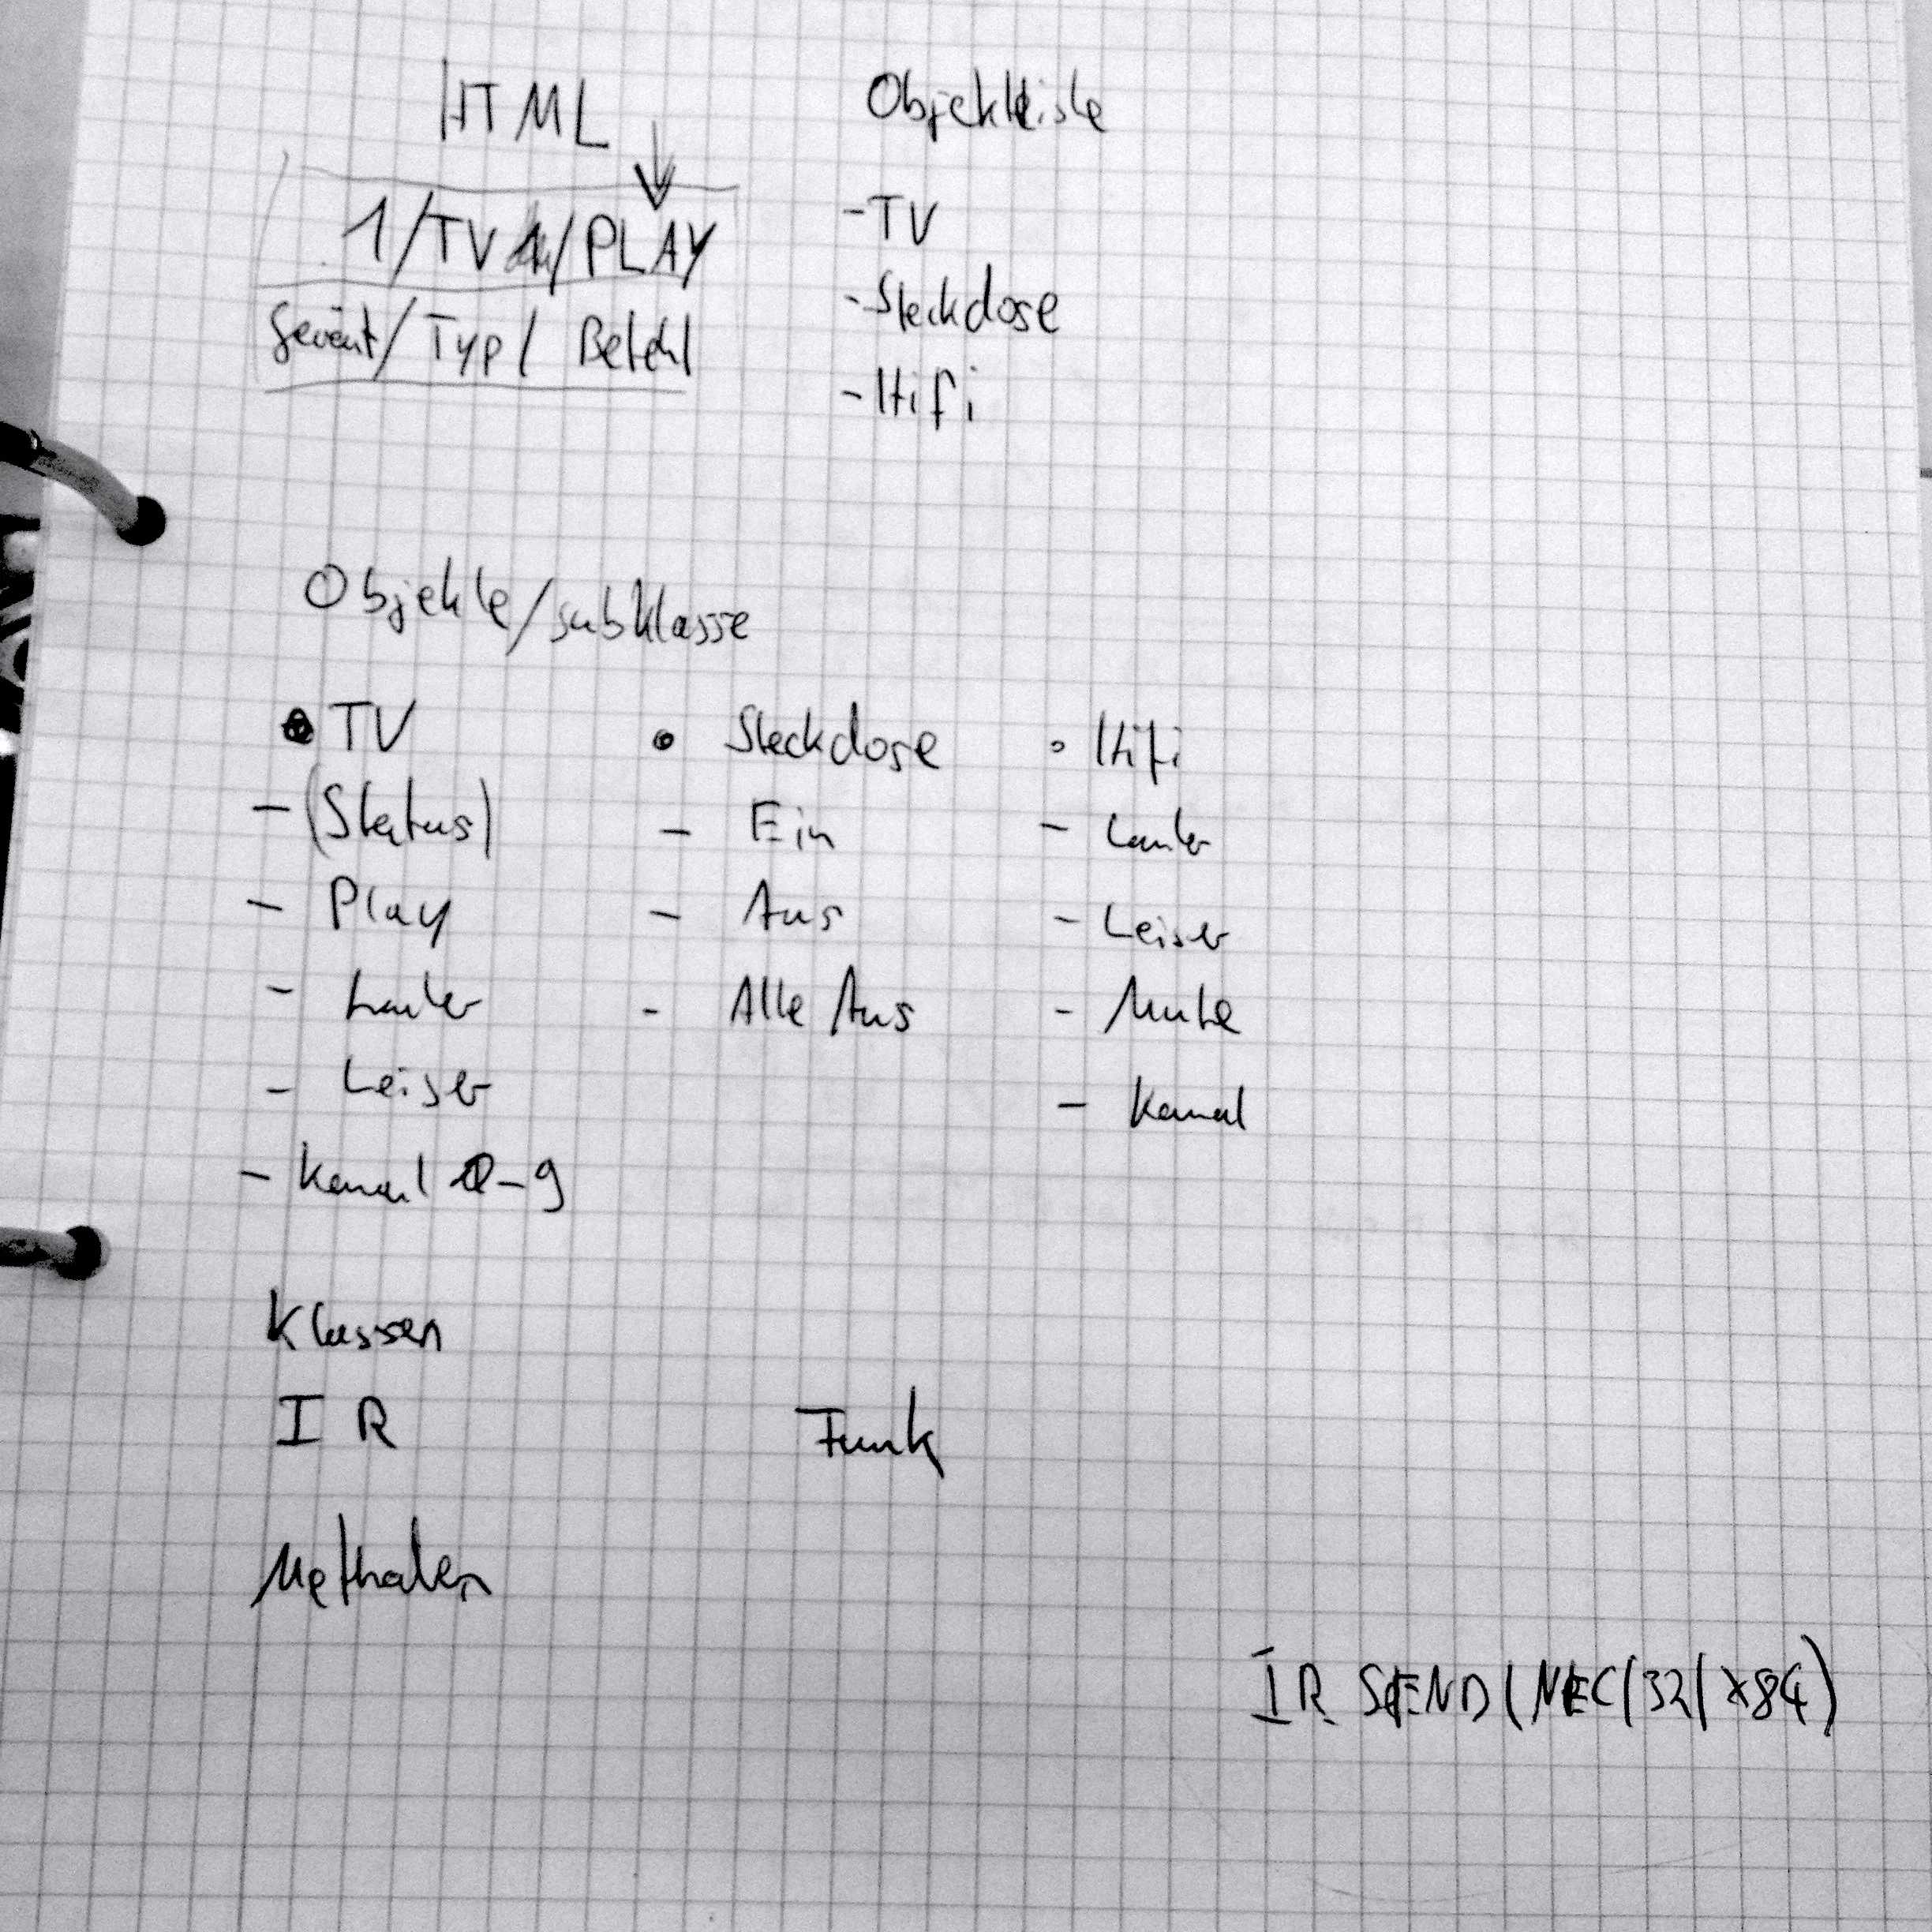 HTML
1/TV /PLAY
Gerät/Typ/ Befehl
Objektliste
-TV
-Steckdose
-Hifi
Objekte/subklasse
• TV
- (Status)
- Play
- Lauter
- Leiser
- Kanal 0-9
• Steckdose
- Ein
- Aus
- Alle Aus
• Hifi
- Lauter
- Leiser
- Mute
- Kanal
Klassen
IR
Funk
Methoden
IR SEND(NEC/32/x84)